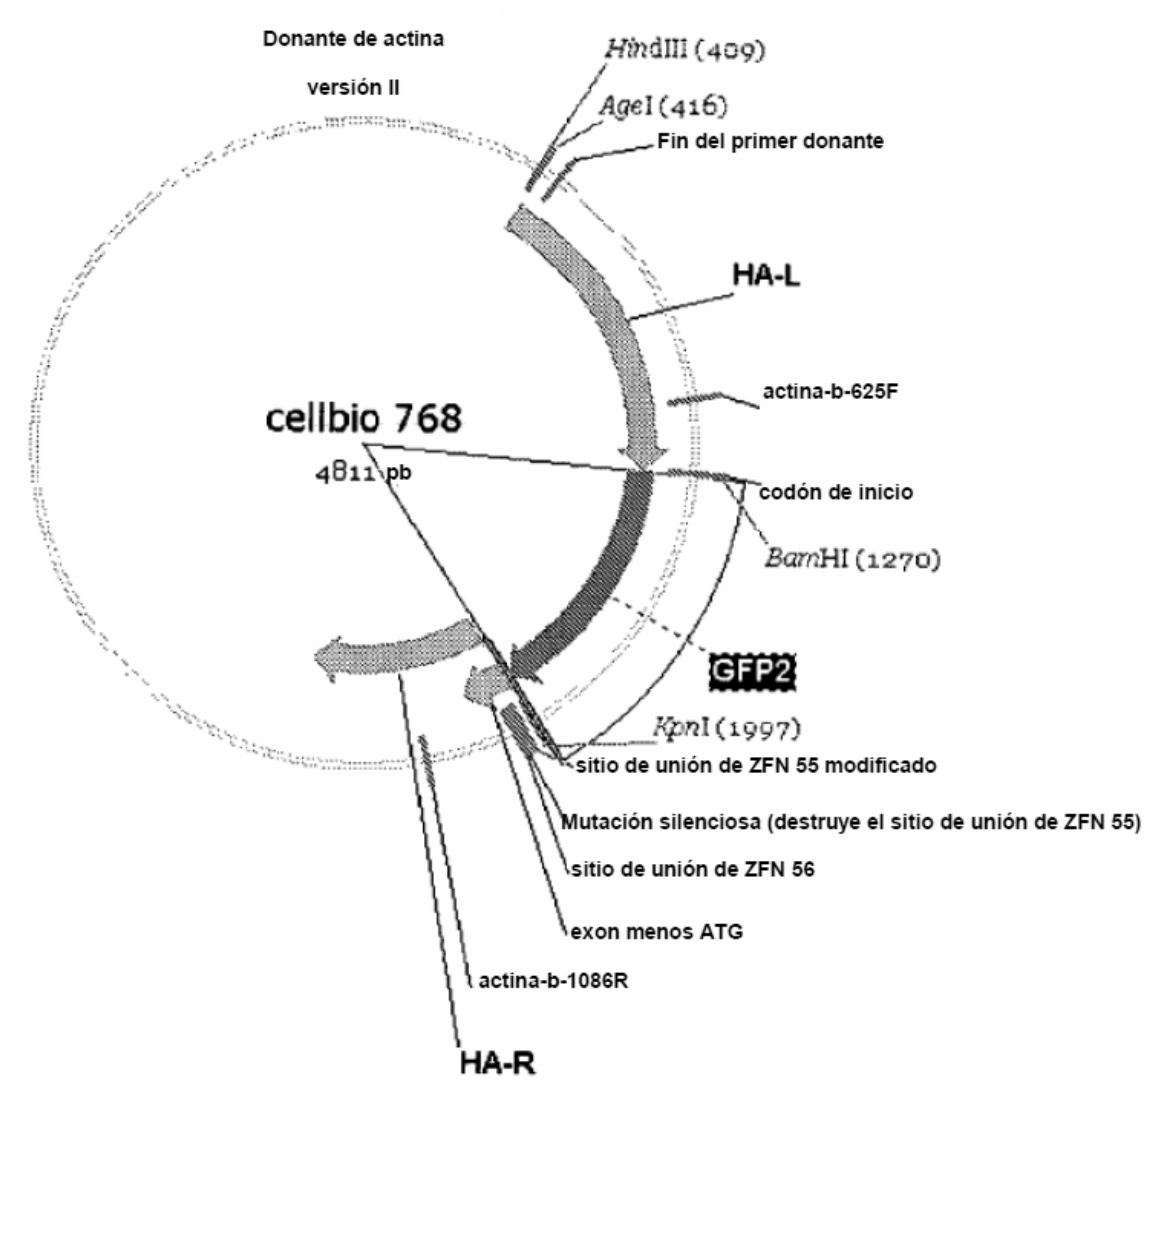 Donante de actina
versión II
HindIII (409)
AgeI (416)
Fin del primer donante
HA-L
actina-b-625F
cellbio 768
4811 pb
codón de inicio
BamHI (1270)
GFP2
KpnI (1997)
sitio de unión de ZFN 55 modificado
Mutación silenciosa (destruye el sitio de unión de ZFN 55)
sitio de unión de ZFN 56
exon menos ATG
actina-b-1086R
HA-R